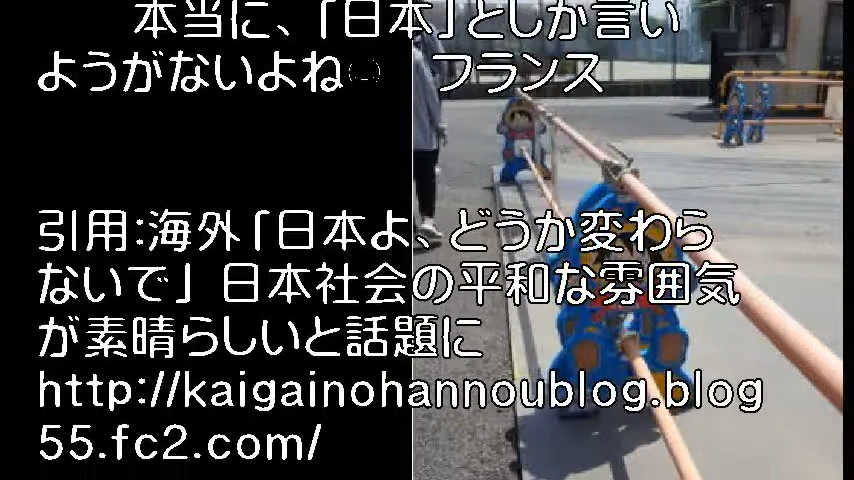 本当に、「日本」としか言い
ようがないよね(._.) フランス
引用:海外「日本よ、どうか変わら
ないで」日本社会の平和な雰囲気
が素晴らしいと話題に
http://kaigainohannoublog.blog
55.fc2.com/